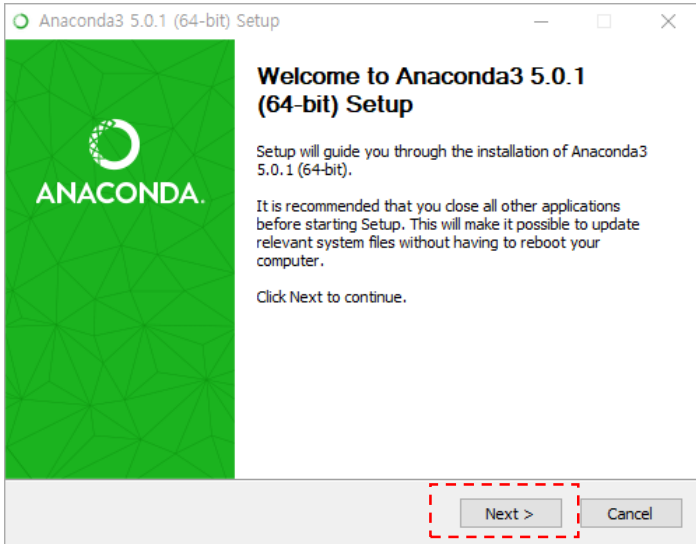 Anaconda3 5.0.1 (64-bit) Setup
Welcome to Anaconda3 5.0.1
(64-bit) Setup
Setup will guide you through the installation of Anaconda3
5.0.1 (64-bit).
It is recommended that you close all other applications
before starting Setup. This will make it possible to update
relevant system files without having to reboot your
computer.
Click Next to continue.
ANACONDA.
Next >
Cancel